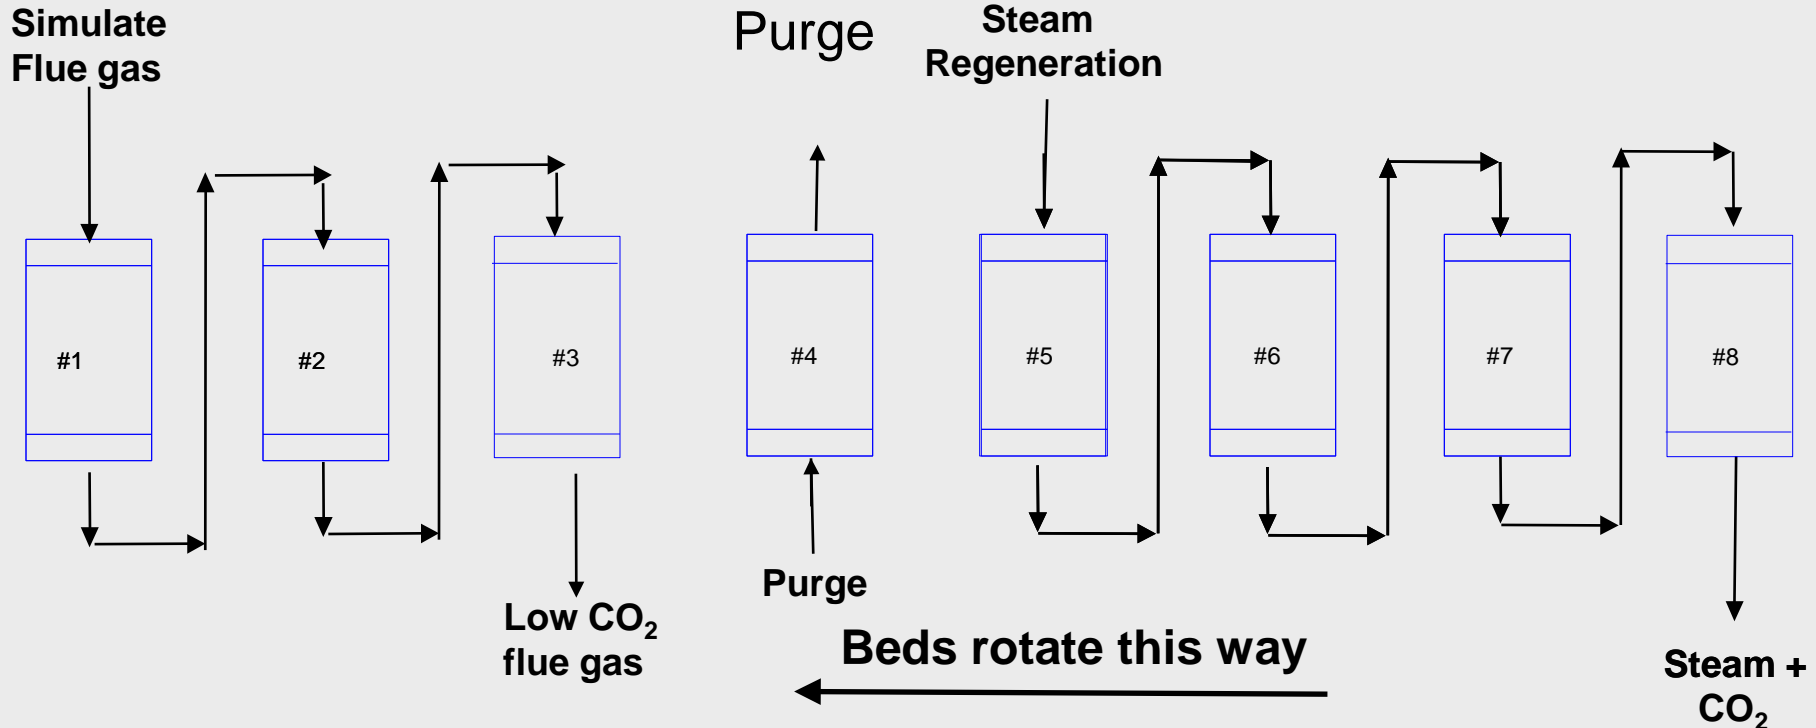 Simulate
Flue gas
Purge
Steam
Regeneration
#1
#2
#3
#4
#5
#6
#7
#8
Purge
Low CO₂
flue gas
Beds rotate this way
Steam +
CO₂